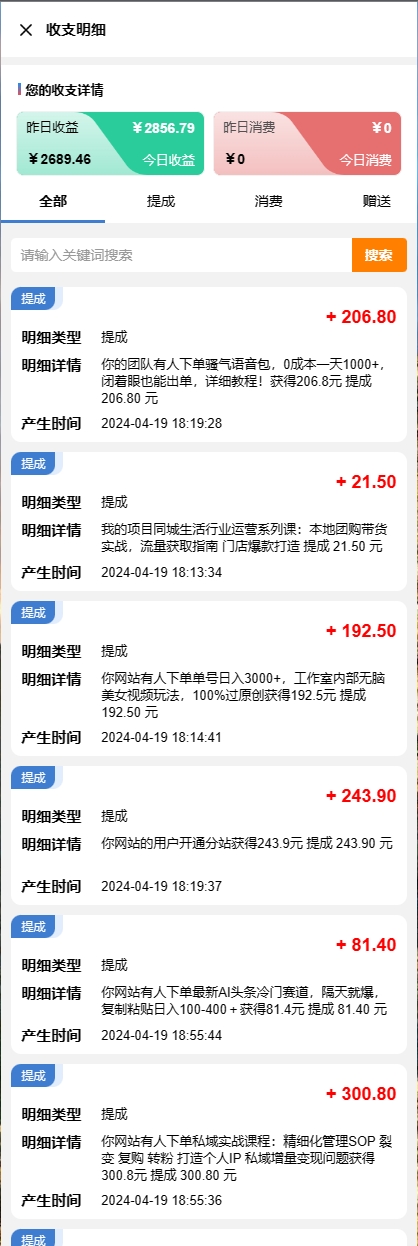 收支明细
您的收支详情
昨日收益 ￥2856.79
￥2689.46 今日收益
昨日消费 ￥0
￥0 今日消费
全部 提成 消费 赠送
请输入关键词搜索 搜索
提成
+ 206.80
明细类型 提成
明细详情 你的团队有人下单骚气语音包，0成本一天1000+，
闭着眼也能出单，详细教程！获得206.8元 提成
206.80 元
产生时间 2024-04-19 18:19:28
提成
+ 21.50
明细类型 提成
明细详情 我的项目同城生活行业运营系列课：本地团购带货
实战，流量获取指南 门店爆款打造 提成 21.50 元
产生时间 2024-04-19 18:13:34
提成
+ 192.50
明细类型 提成
明细详情 你网站有人下单单号日入3000+，工作室内部无脑
美女视频玩法，100%过原创获得192.5元 提成
192.50 元
产生时间 2024-04-19 18:14:41
提成
+ 243.90
明细类型 提成
明细详情 你网站的用户开通分站获得243.9元 提成 243.90 元
产生时间 2024-04-19 18:19:37
提成
+ 81.40
明细类型 提成
明细详情 你网站有人下单最新AI头条冷门赛道，隔天就爆，
复制粘贴日入100-400＋获得81.4元 提成 81.40 元
产生时间 2024-04-19 18:55:44
提成
+ 300.80
明细类型 提成
明细详情 你网站有人下单私域实战课程：精细化管理SOP 裂
变 复购 转粉 打造个人IP 私域增量变现问题获得
300.8元 提成 300.80 元
产生时间 2024-04-19 18:55:36
提成